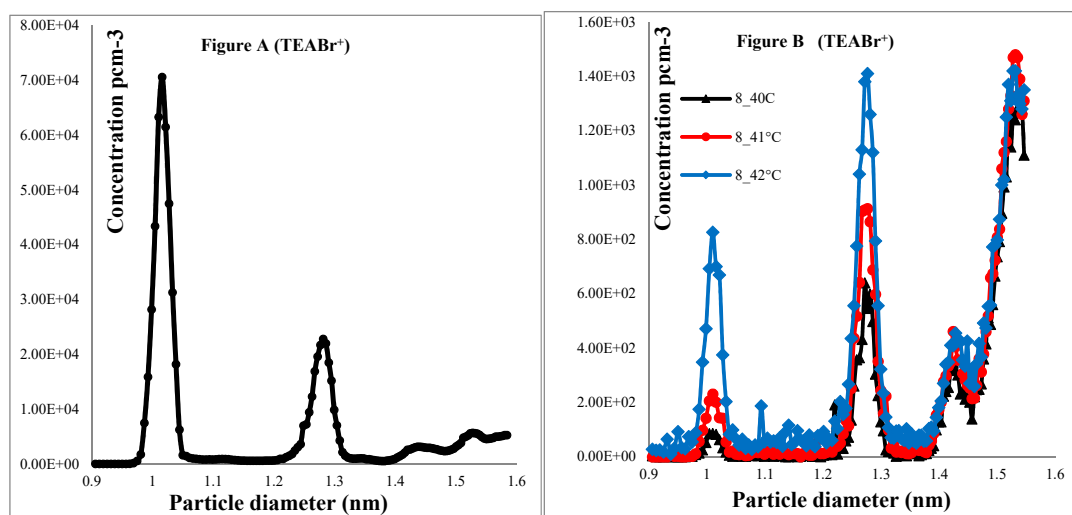 Figure A (TEABr⁺)
Concentration pcm-3
8.00E+04
7.00E+04
6.00E+04
5.00E+04
4.00E+04
3.00E+04
2.00E+04
1.00E+04
0.00E+00
0.9 1 1.1 1.2 1.3 1.4 1.5 1.6
Particle diameter (nm)
Figure B (TEABr⁺)
Concentration pcm-3
1.60E+03
1.40E+03
1.20E+03
1.00E+03
8.00E+02
6.00E+02
4.00E+02
2.00E+02
0.00E+00
8_40C
8_41°C
8_42°C
0.9 1 1.1 1.2 1.3 1.4 1.5 1.6
Particle diameter (nm)